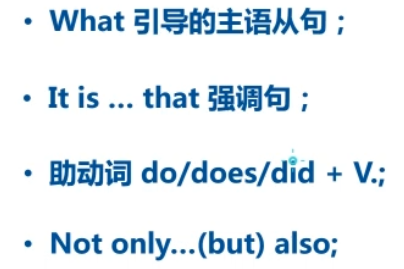 • What 引导的主语从句；
• It is … that 强调句；
• 助动词 do/does/did + V.;
• Not only…(but) also;